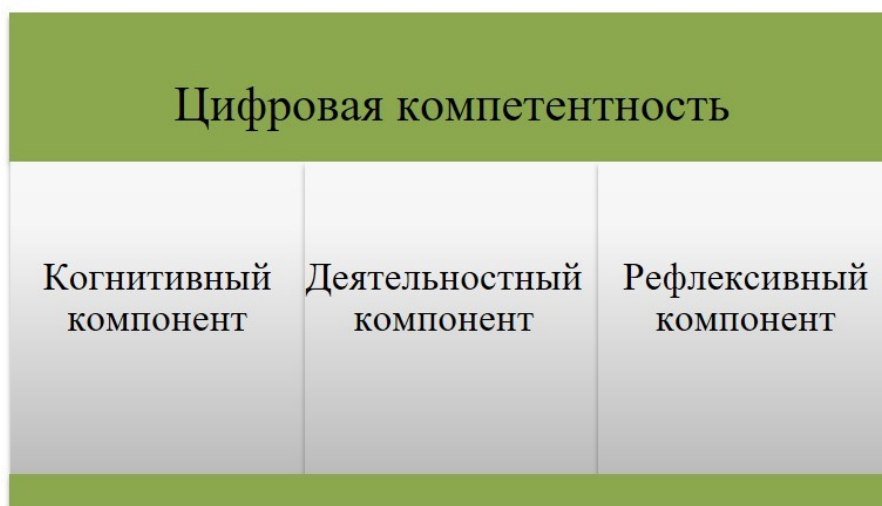 Цифровая компетентность
Когнитивный
компонент
Деятельностный
компонент
Рефлексивный
компонент